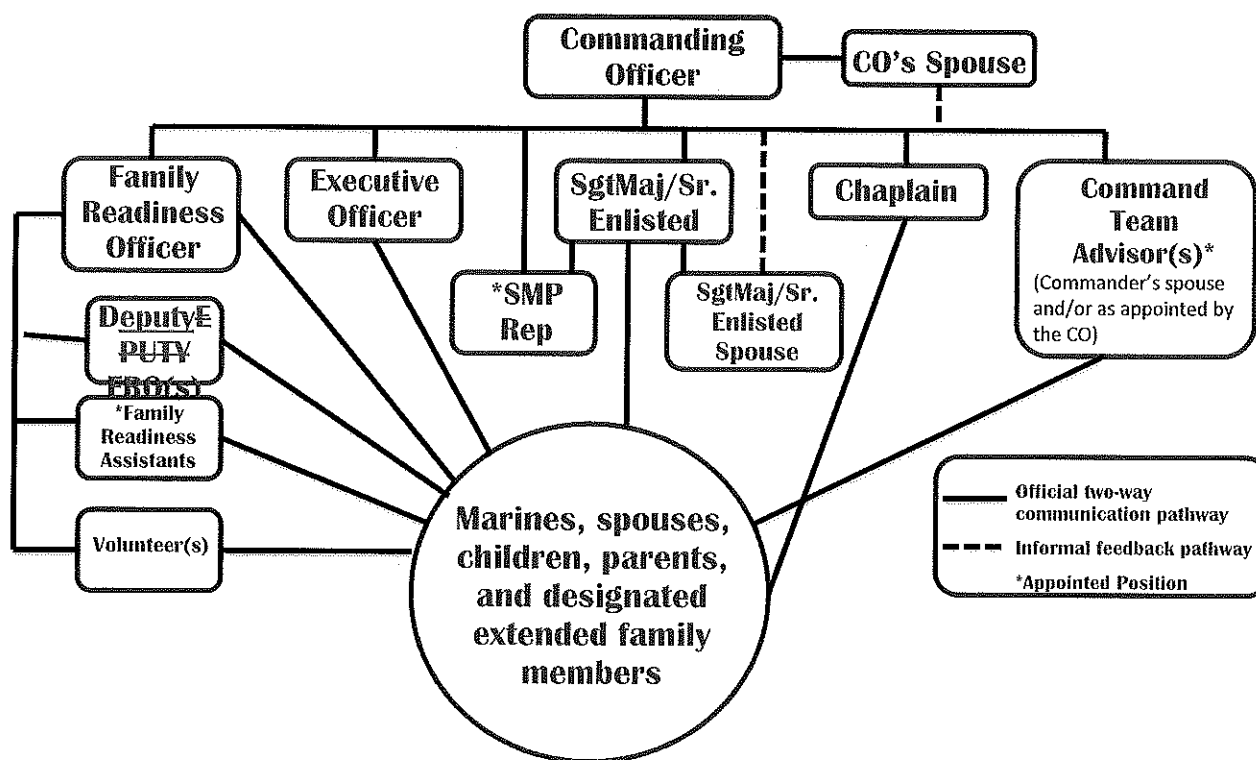 Commanding
Officer
CO's Spouse
Family
Readiness
Officer
Executive
Officer
SgtMaj/Sr.
Enlisted
Chaplain
Command
Team
Advisor(s)*
(Commander's spouse
and/or as appointed by
the CO)
*SMP
Rep
SgtMaj/Sr.
Enlisted
Spouse
DeputyE
PUTY
FRO(s)
*Family
Readiness
Assistants
Volunteer(s)
Marines, spouses,
children, parents,
and designated
extended family
members
Official two-way
communication pathway
Informal feedback pathway
*Appointed Position